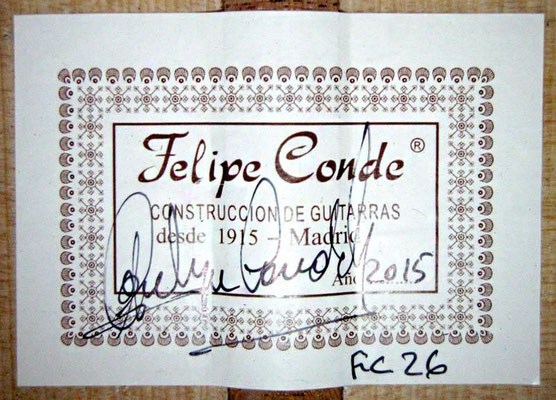 Felipe Conde ®
CONSTRUCCION DE GUITARRAS
desde 1915 - Madrid
Año 2015
FC 26